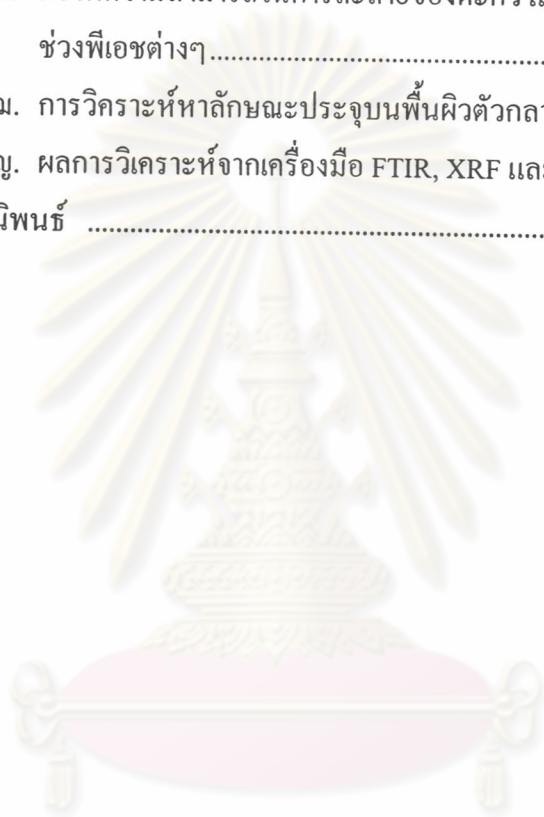 ช่วงพีเอชต่างๆ......................................................
ฌ. การวิคราะห์หาลักษณะประจุบนพื้นผิวตัวกลา
ญ. ผลการวิเคราะห์จากเครื่องมือ FTIR, XRF และ
นิพนธ์ ......................................................................